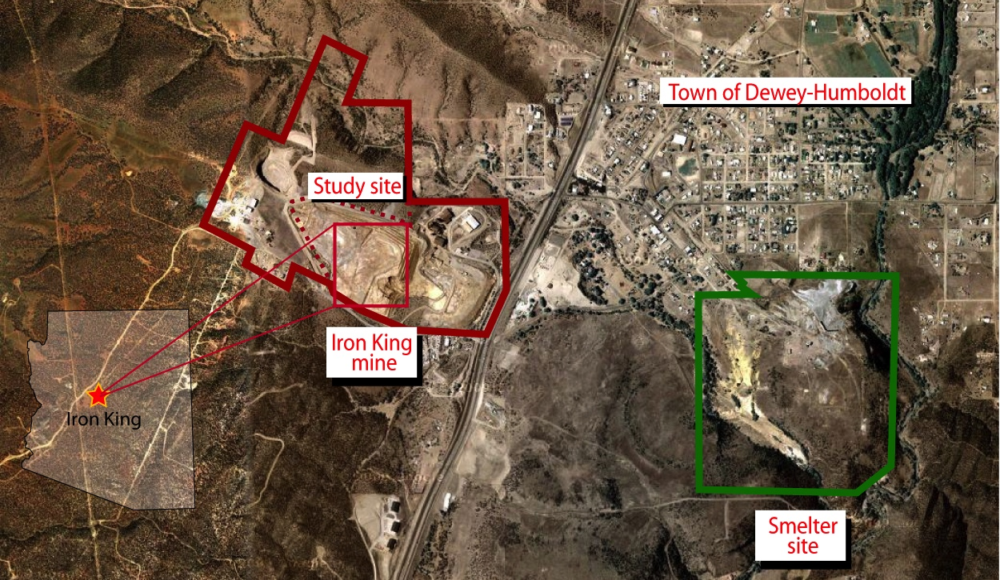 Town of Dewey-Humboldt
Study site
Iron King
mine
Iron King
Smelter
site